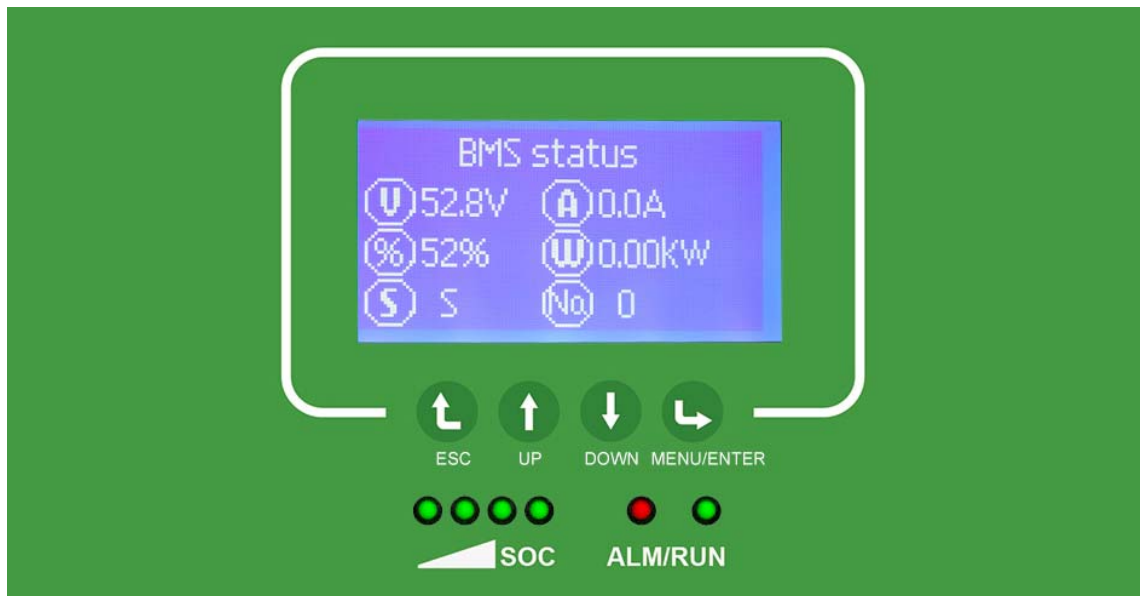 BMS status
V 52.8V A 0.0A
% 52% W 0.00kW
S S No 0
ESC UP DOWN MENU/ENTER
SOC ALM/RUN